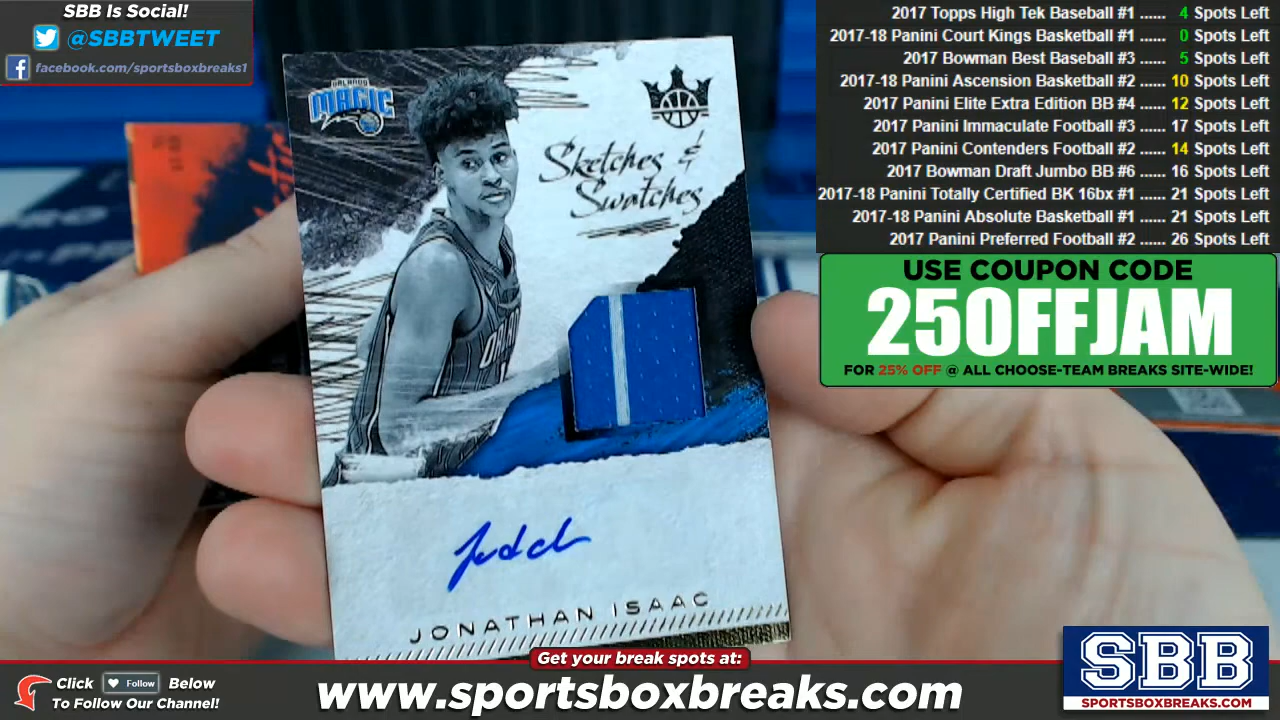 SBB Is Social!
@SBBTWEET
facebook.com/sportsboxbreaks1
2017 Topps High Tek Baseball #1 ...... 4 Spots Left
2017-18 Panini Court Kings Basketball #1 ...... 0 Spots Left
2017 Bowman Best Baseball #3 ...... 5 Spots Left
2017-18 Panini Ascension Basketball #2 ...... 10 Spots Left
2017 Panini Elite Extra Edition BB #4 ...... 12 Spots Left
2017 Panini Immaculate Football #3 ...... 17 Spots Left
2017 Panini Contenders Football #2 ...... 14 Spots Left
2017 Bowman Draft Jumbo BB #6 ...... 16 Spots Left
2017-18 Panini Totally Certified BK 16bx #1 ...... 21 Spots Left
2017-18 Panini Absolute Basketball #1 ...... 21 Spots Left
2017 Panini Preferred Football #2 ...... 26 Spots Left
USE COUPON CODE
25OFFJAM
FOR 25% OFF @ ALL CHOOSE-TEAM BREAKS SITE-WIDE!
ORLANDO
MAGIC
Sketches &
Swatches
JONATHAN ISAAC
Get your break spots at:
Click Follow Below
To Follow Our Channel!
www.sportsboxbreaks.com
SBB
SPORTSBOXBREAKS.COM